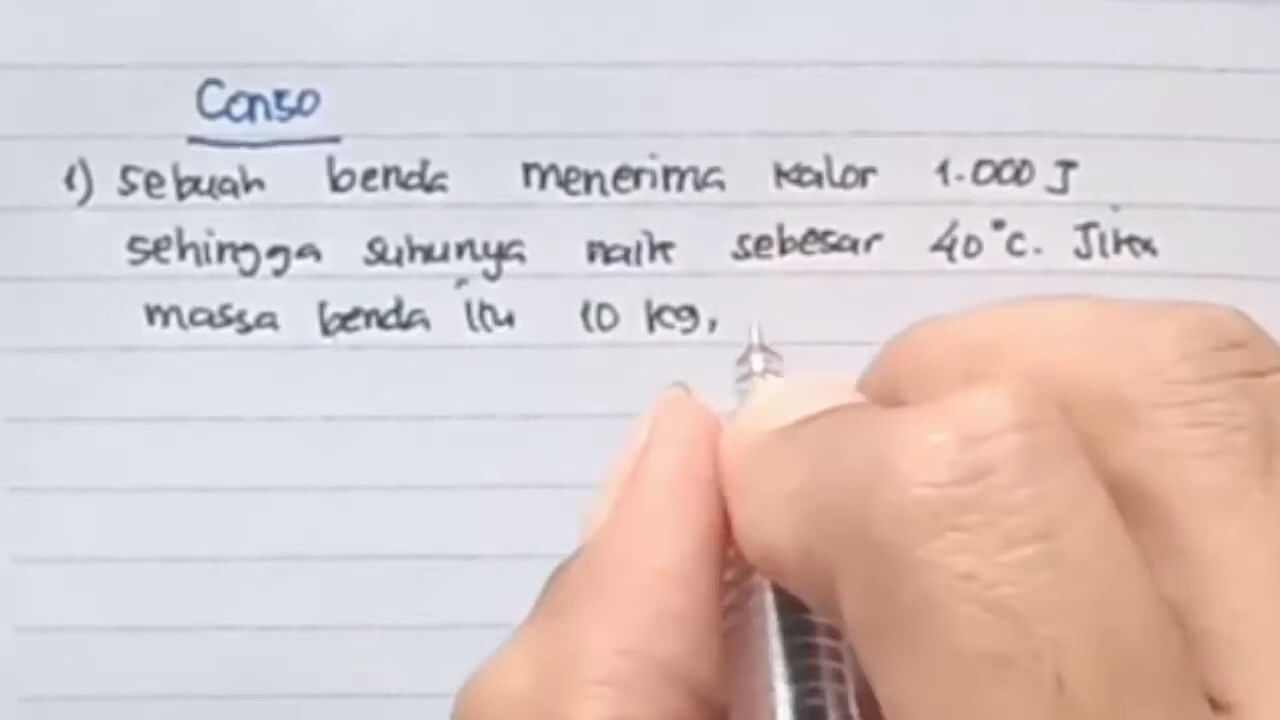 Conso
1) Sebuah benda menerima kalor 1.000 J
sehingga suhunya naik sebesar 40°C. Jika
massa benda itu 10 kg,